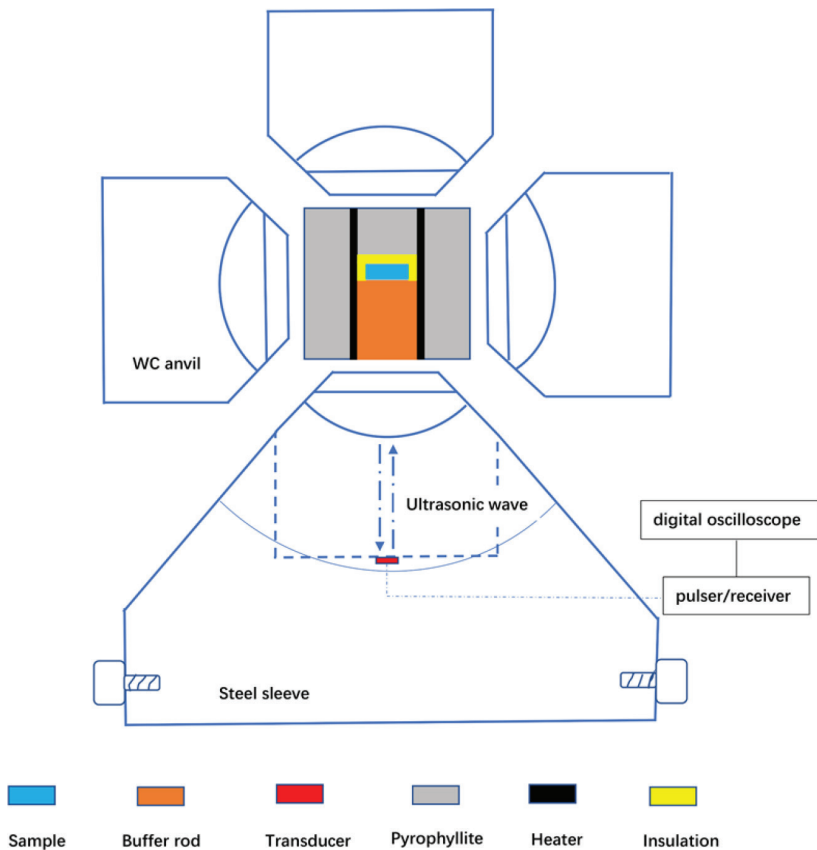 WC anvil
Ultrasonic wave
digital oscilloscope
pulser/receiver
Steel sleeve
Sample
Buffer rod
Transducer
Pyrophyllite
Heater
Insulation